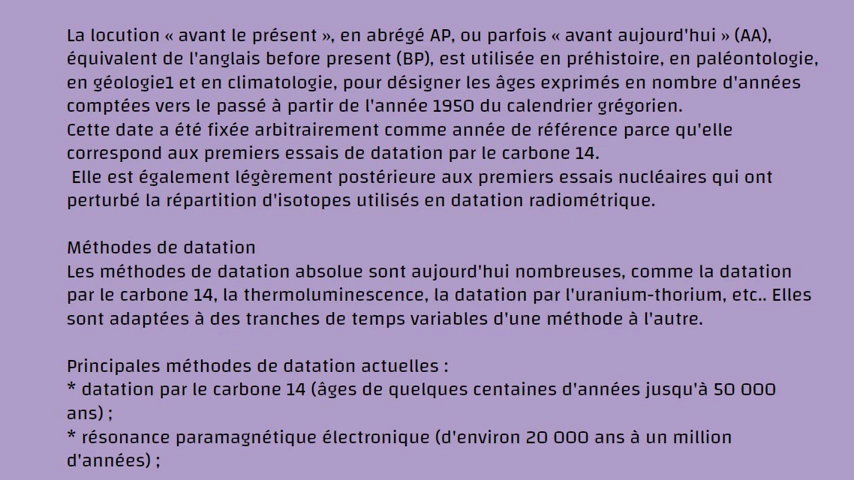 La locution « avant le présent », en abrégé AP, ou parfois « avant aujourd'hui » (AA),
équivalent de l'anglais before present (BP), est utilisée en préhistoire, en paléontologie,
en géologie1 et en climatologie, pour désigner les âges exprimés en nombre d'années
comptées vers le passé à partir de l'année 1950 du calendrier grégorien.
Cette date a été fixée arbitrairement comme année de référence parce qu'elle
correspond aux premiers essais de datation par le carbone 14.
Elle est également légèrement postérieure aux premiers essais nucléaires qui ont
perturbé la répartition d'isotopes utilisés en datation radiométrique.

Méthodes de datation
Les méthodes de datation absolue sont aujourd'hui nombreuses, comme la datation
par le carbone 14, la thermoluminescence, la datation par l'uranium-thorium, etc.. Elles
sont adaptées à des tranches de temps variables d'une méthode à l'autre.

Principales méthodes de datation actuelles :
* datation par le carbone 14 (âges de quelques centaines d'années jusqu'à 50 000
ans) ;
* résonance paramagnétique électronique (d'environ 20 000 ans à un million
d'années) ;